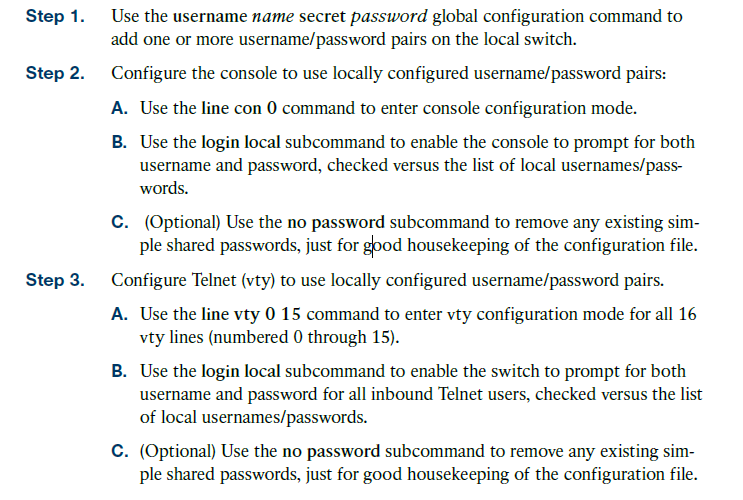 Step 1. Use the username name secret password global configuration command to
add one or more username/password pairs on the local switch.
Step 2. Configure the console to use locally configured username/password pairs:
A. Use the line con 0 command to enter console configuration mode.
B. Use the login local subcommand to enable the console to prompt for both
username and password, checked versus the list of local usernames/pass-
words.
C. (Optional) Use the no password subcommand to remove any existing sim-
ple shared passwords, just for good housekeeping of the configuration file.
Step 3. Configure Telnet (vty) to use locally configured username/password pairs.
A. Use the line vty 0 15 command to enter vty configuration mode for all 16
vty lines (numbered 0 through 15).
B. Use the login local subcommand to enable the switch to prompt for both
username and password for all inbound Telnet users, checked versus the list
of local usernames/passwords.
C. (Optional) Use the no password subcommand to remove any existing sim-
ple shared passwords, just for good housekeeping of the configuration file.